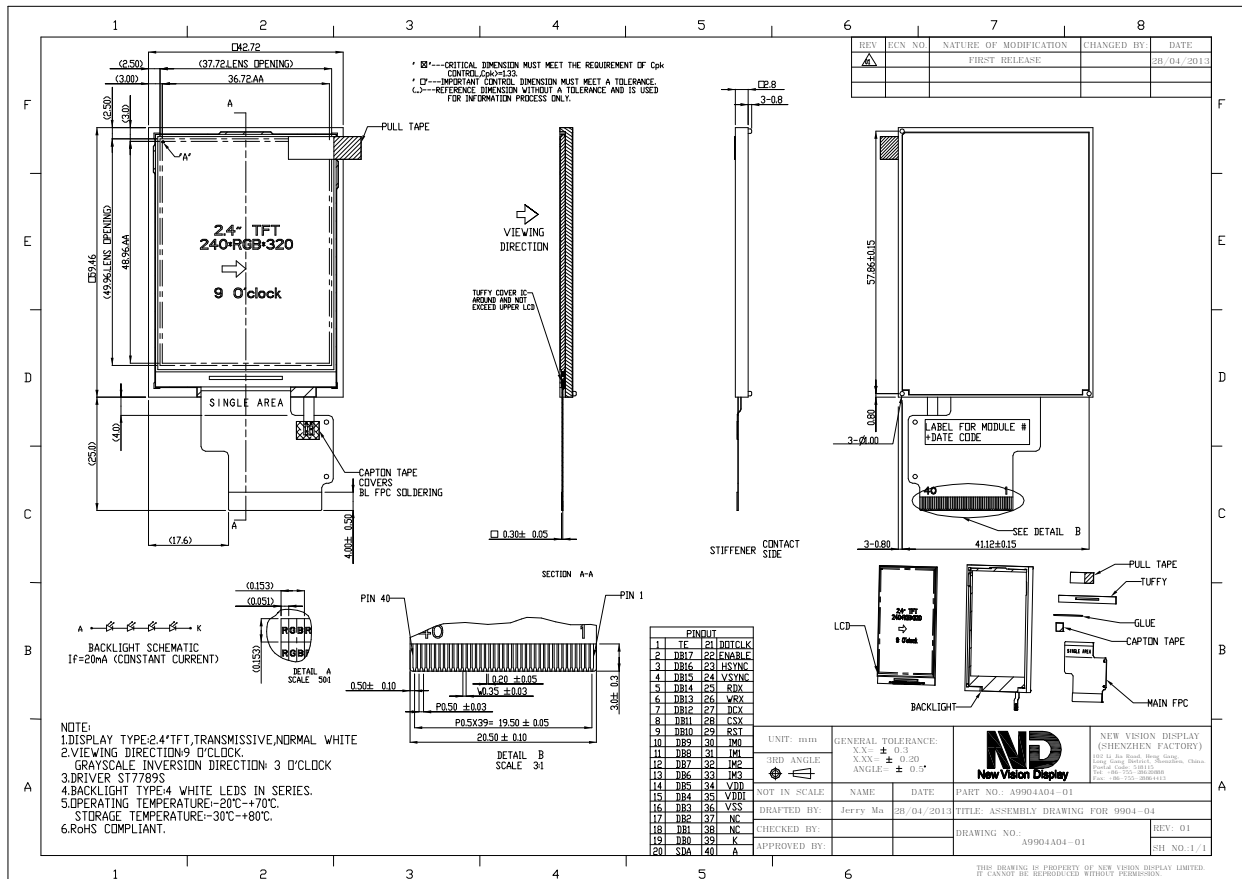 1 2 3 4 5 6 7 8
REV ECN NO. NATURE OF MODIFICATION CHANGED BY: DATE
01 FIRST RELEASE 28/04/2013
F
E
D
C
B
A
□42.72
(2.50) (37.72LENS OPENING)
(3.00) 36.72.AA
(2.50)
(3.0)
A
PULL TAPE
"A"
□59.46
(49.96LENS OPENING)
48.96.AA
2.4" TFT
240*RGB*320
9 O'clock
SINGLE AREA
(4.0)
(25.0)
CAPTON TAPE
COVERS
BL FPC SOLDERING
A
(17.6)
4.00± 0.50
' ⊠'---CRITICAL DIMENSION MUST MEET THE REQUIREMENT OF Cpk
CONTROL,Cpk>=1.33.
' □'---IMPORTANT CONTROL DIMENSION MUST MEET A TOLERANCE.
(..)---REFERENCE DIMENSION WITHOUT A TOLERANCE AND IS USED
FOR INFORMATION PROCESS ONLY.
VIEWING
DIRECTION
TUFFY COVER IC
AROUND AND NOT
EXCEED UPPER LCD
□ 0.30± 0.05
SECTION A-A
□2.8
3-0.8
STIFFENER CONTACT
SIDE
57.86±0.15
0.80
3-Ø1.00
LABEL FOR MODULE #
+DATE CODE
40 1
SEE DETAIL B
3-0.80 41.12±0.15
A K
BACKLIGHT SCHEMATIC
If=20mA (CONSTANT CURRENT)
(0.153)
(0.051)
(0.153)
RGBR
RGBR
DETAIL A
SCALE 50:1
PIN 40 PIN 1
40 1
0.50± 0.10
0.20 ±0.05
W0.35 ±0.03
P0.50 ±0.03
3.0± 0.3
P0.5X39= 19.50 ± 0.05
20.50 ± 0.10
DETAIL B
SCALE 3:1
PINOUT
1 TE 21 DOTCLK
2 DB17 22 ENABLE
3 DB16 23 HSYNC
4 DB15 24 VSYNC
5 DB14 25 RDX
6 DB13 26 WRX
7 DB12 27 DCX
8 DB11 28 CSX
9 DB10 29 RST
10 DB9 30 IM0
11 DB8 31 IM1
12 DB7 32 IM2
13 DB6 33 IM3
14 DB5 34 VDD
15 DB4 35 VDDI
16 DB3 36 VSS
17 DB2 37 NC
18 DB1 38 NC
19 DB0 39 K
20 SDA 40 A
LCD
2.4" TFT
240*RGB*320
9 O'clock
BACKLIGHT
PULL TAPE
TUFFY
GLUE
CAPTON TAPE
SINGLE AREA
MAIN FPC
NOTE:
1.DISPLAY TYPE:2.4"TFT,TRANSMISSIVE,NORMAL WHITE
2.VIEWING DIRECTION:9 O'CLOCK.
GRAYSCALE INVERSION DIRECTION: 3 O'CLOCK
3.DRIVER ST7789S
4.BACKLIGHT TYPE:4 WHITE LEDS IN SERIES.
5.OPERATING TEMPERATURE:-20°C~+70°C.
STORAGE TEMPERATURE:-30°C~+80°C.
6.RoHS COMPLIANT.
UNIT: mm
3RD ANGLE
GENERAL TOLERANCE:
X.X= ± 0.3
X.XX= ± 0.20
ANGLE= ± 0.5°
New Vision Display
NEW VISION DISPLAY
(SHENZHEN FACTORY)
NOT IN SCALE NAME DATE PART NO.: A9904A04-01
DRAFTED BY: Jerry Ma 28/04/2013 TITLE: ASSEMBLY DRAWING FOR 9904-04
CHECKED BY:
APPROVED BY:
DRAWING NO.:
A9904A04-01
REV: 01
SH NO.:1/1
THIS DRAWING IS PROPERTY OF NEW VISION DISPLAY LIMITED.
IT CANNOT BE REPRODUCED WITHOUT PERMISSION.